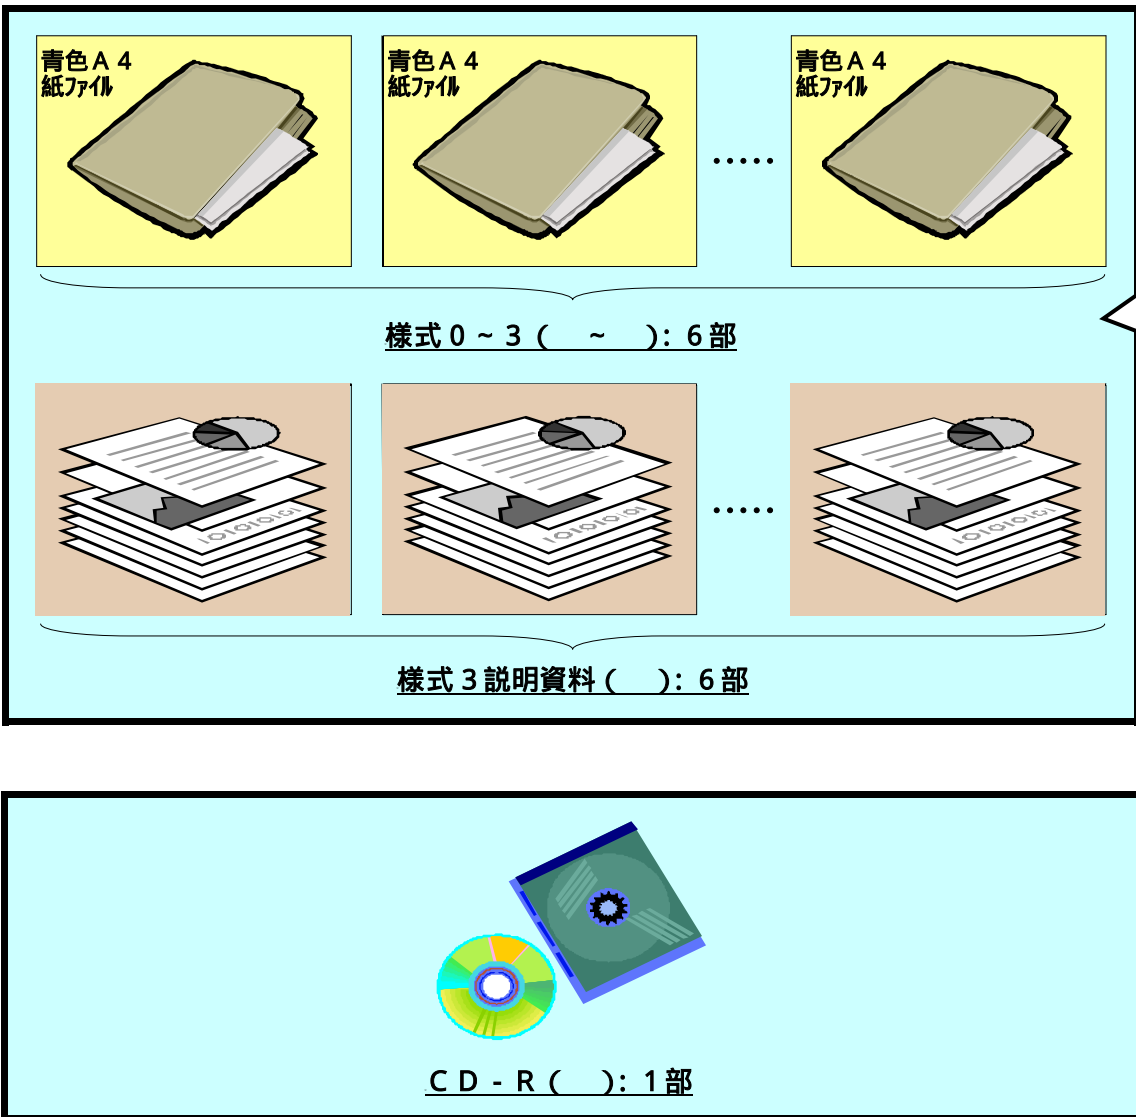 青色Ａ４
紙ﾌｧｲﾙ
青色Ａ４
紙ﾌｧｲﾙ
青色Ａ４
紙ﾌｧｲﾙ
・・・・・
様式０～３（　～　）：６部
・・・・・
様式３説明資料（　）：６部
ＣＤ－Ｒ（　）：１部